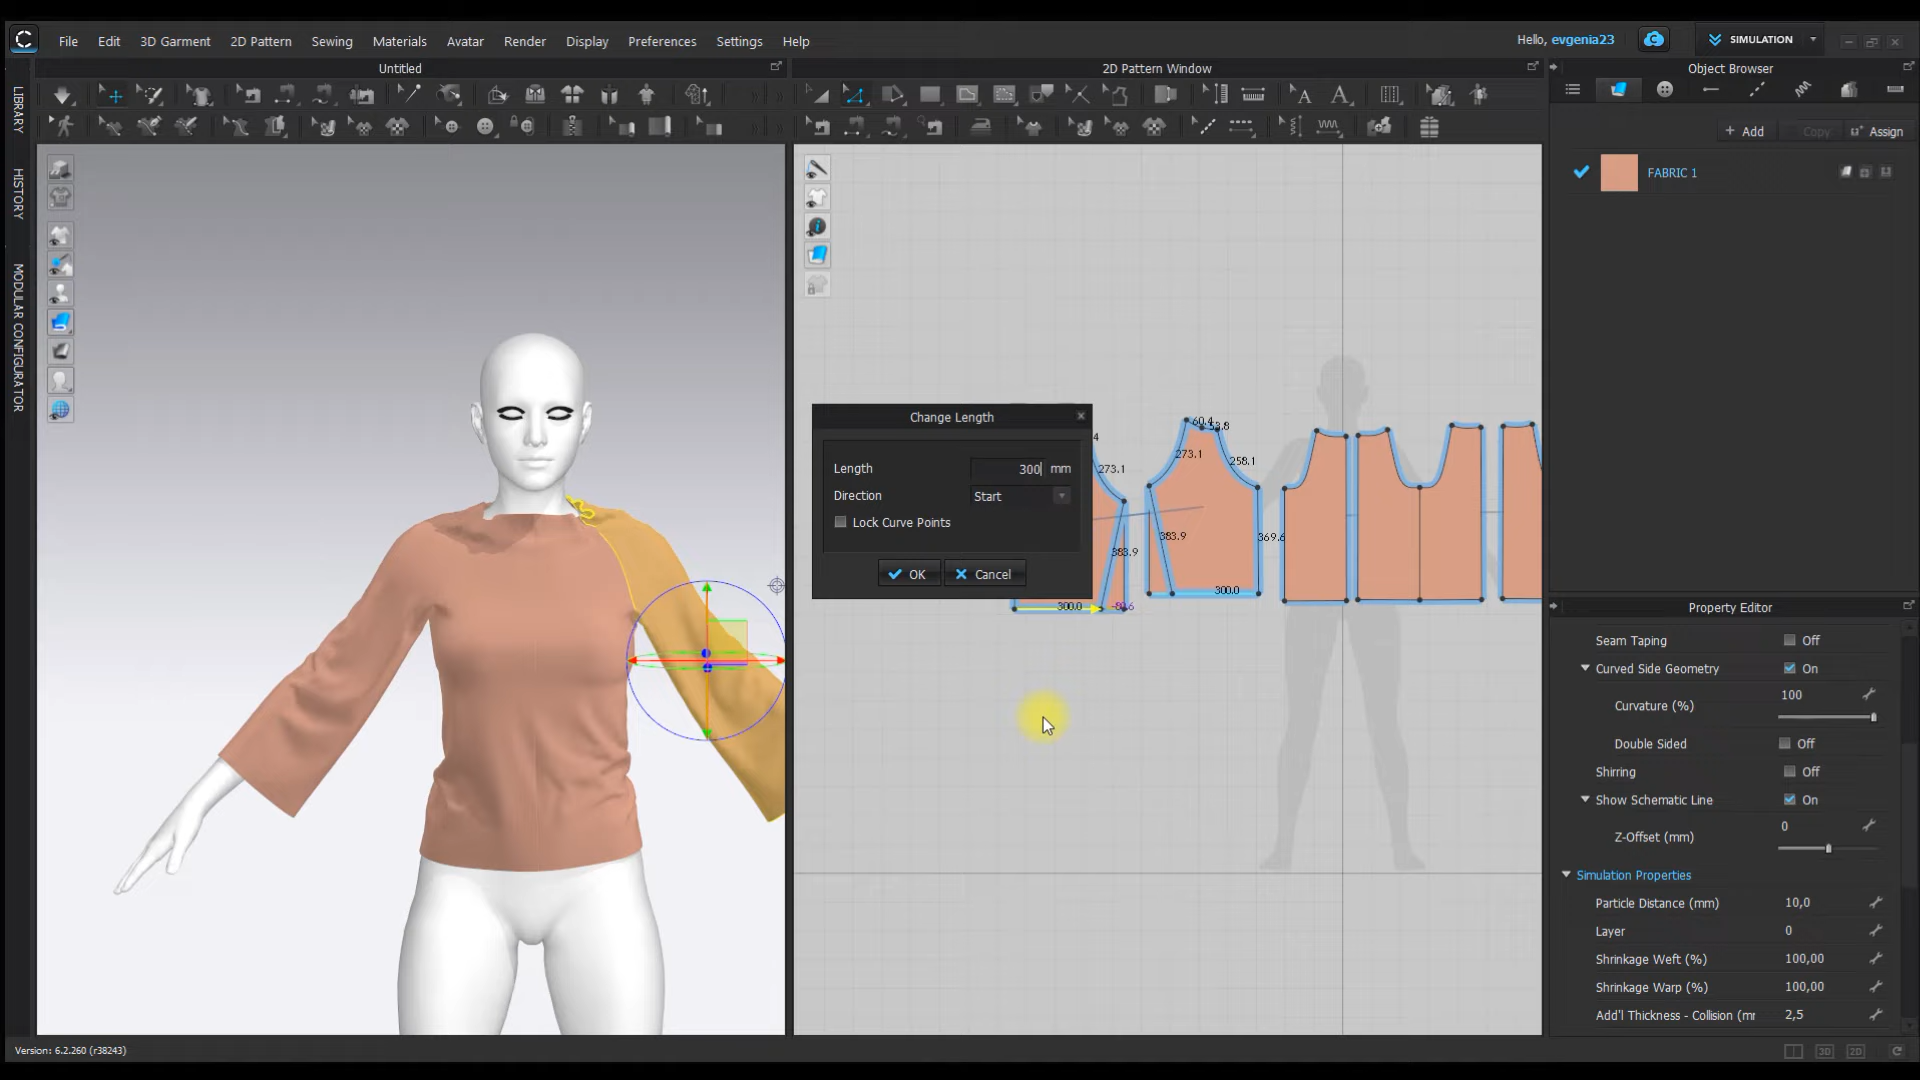 File Edit 3D Garment 2D Pattern Sewing Materials Avatar Render Display Preferences Settings Help
Hello, evgenia23
SIMULATION
Untitled
2D Pattern Window
Object Browser
LIBRARY
HISTORY
MODULAR CONFIGURATOR
+ Add
Copy
Assign
FABRIC 1
Change Length
Length 300 mm
Direction Start
Lock Curve Points
OK
Cancel
4
273.1
383.9
300.0
60.4
273.1
258.1
383.9
369.6
300.0
Property Editor
Seam Taping Off
Curved Side Geometry On
Curvature (%) 100
Double Sided Off
Shirring Off
Show Schematic Line On
Z-Offset (mm) 0
Simulation Properties
Particle Distance (mm) 10,0
Layer 0
Shrinkage Weft (%) 100,00
Shrinkage Warp (%) 100,00
Add'l Thickness - Collision (mr 2,5
Version: 6.2.260 (r38243)
3D
2D